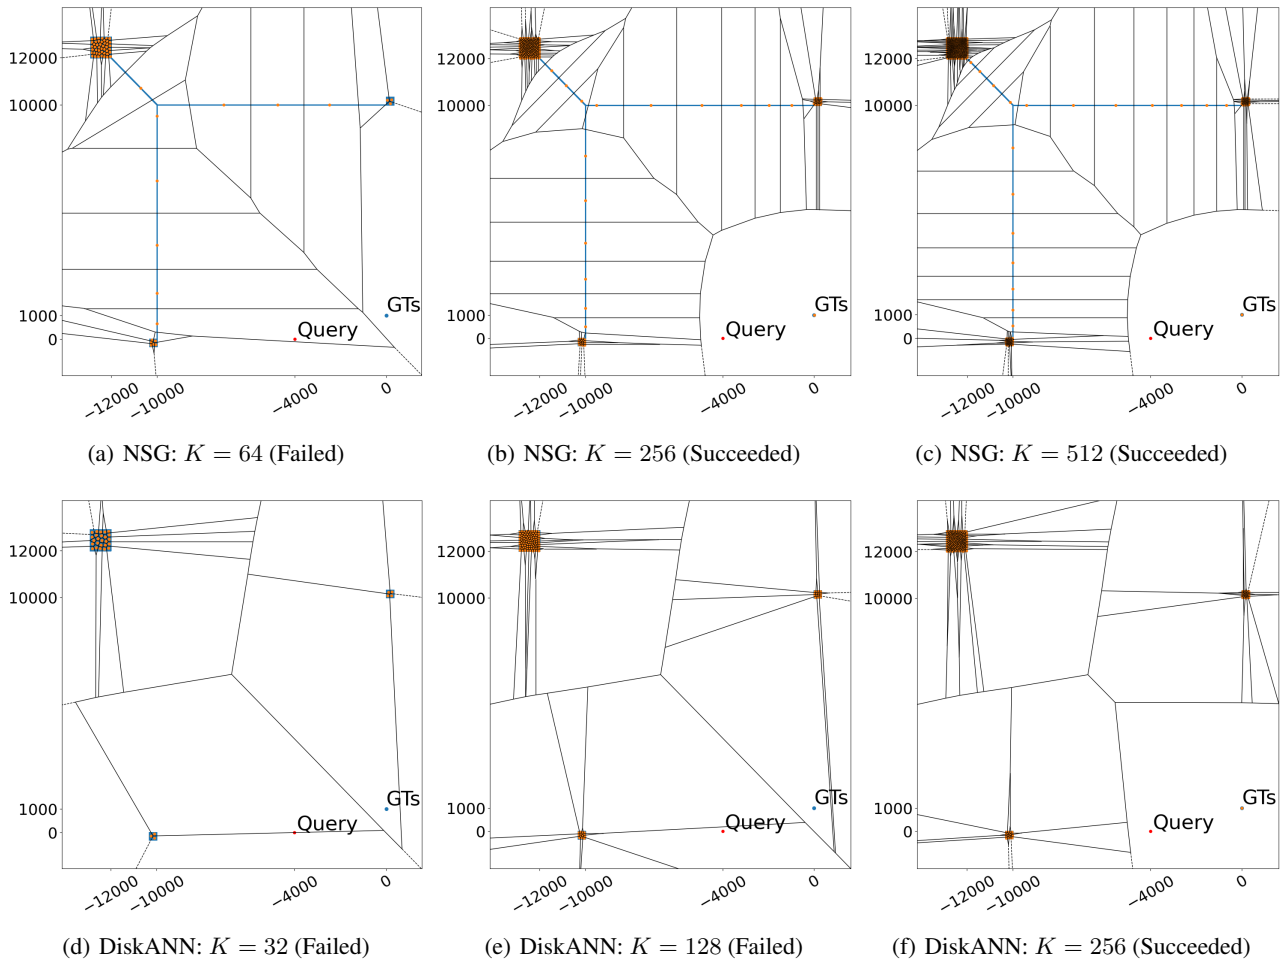 12000
10000
1000
0
GTs
Query
−12000
−10000
−4000
0
(a) NSG: K = 64 (Failed)
12000
10000
1000
0
GTs
Query
−12000
−10000
−4000
0
(b) NSG: K = 256 (Succeeded)
12000
10000
1000
0
GTs
Query
−12000
−10000
−4000
0
(c) NSG: K = 512 (Succeeded)
12000
10000
1000
0
GTs
Query
−12000
−10000
−4000
0
(d) DiskANN: K = 32 (Failed)
12000
10000
1000
0
GTs
Query
−12000
−10000
−4000
0
(e) DiskANN: K = 128 (Failed)
12000
10000
1000
0
GTs
Query
−12000
−10000
−4000
0
(f) DiskANN: K = 256 (Succeeded)